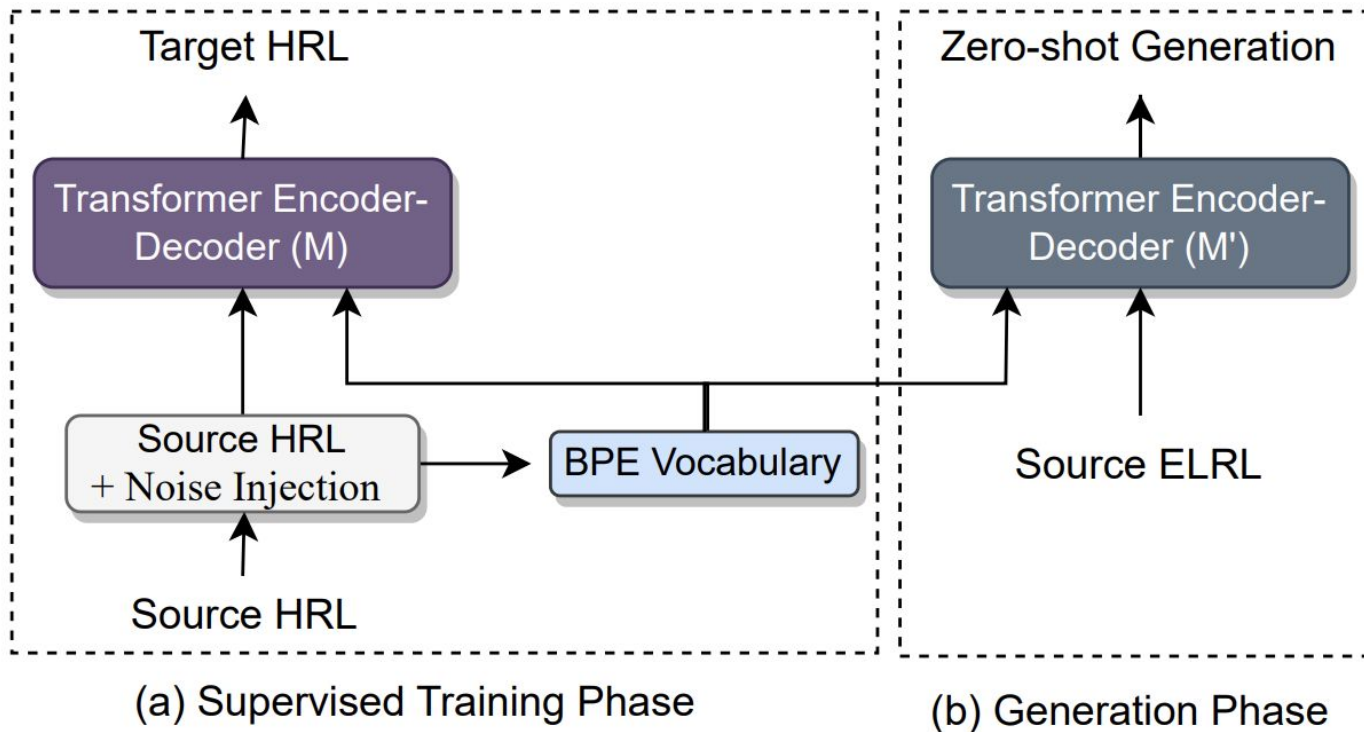 Target HRL
Transformer Encoder-
Decoder (M)
Source HRL
+ Noise Injection
BPE Vocabulary
Source HRL
(a) Supervised Training Phase
Zero-shot Generation
Transformer Encoder-
Decoder (M')
Source ELRL
(b) Generation Phase